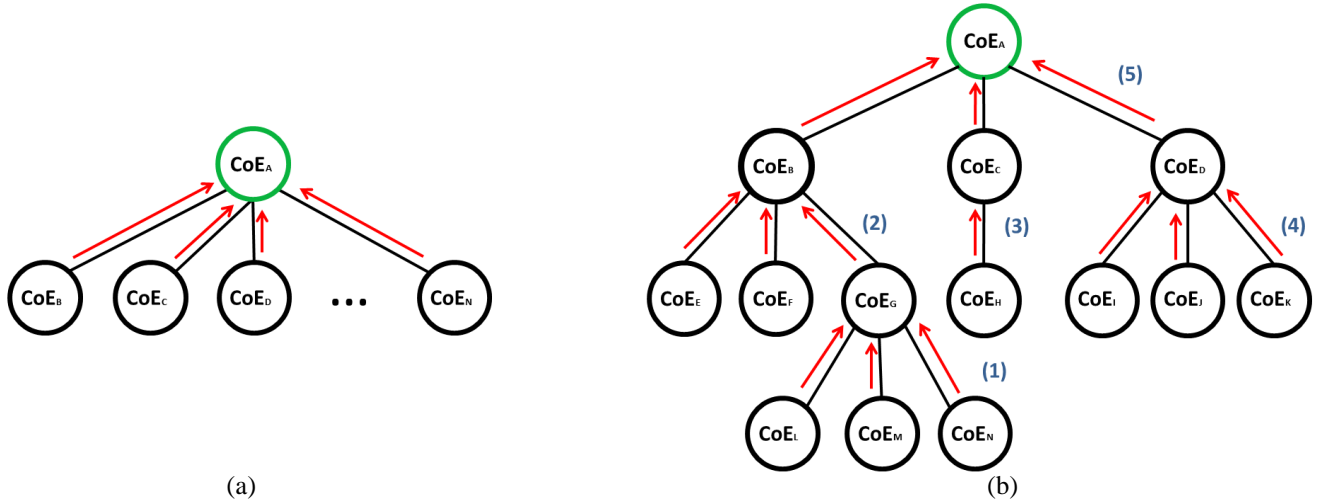 CoEA
CoEB
CoEC
CoED
...
CoEN
(a)
CoEA
(5)
CoEB
CoEC
CoED
(2)
(3)
(4)
CoEE
CoEF
CoEG
CoEH
CoEI
CoEJ
CoEK
(1)
CoEL
CoEM
CoEN
(b)